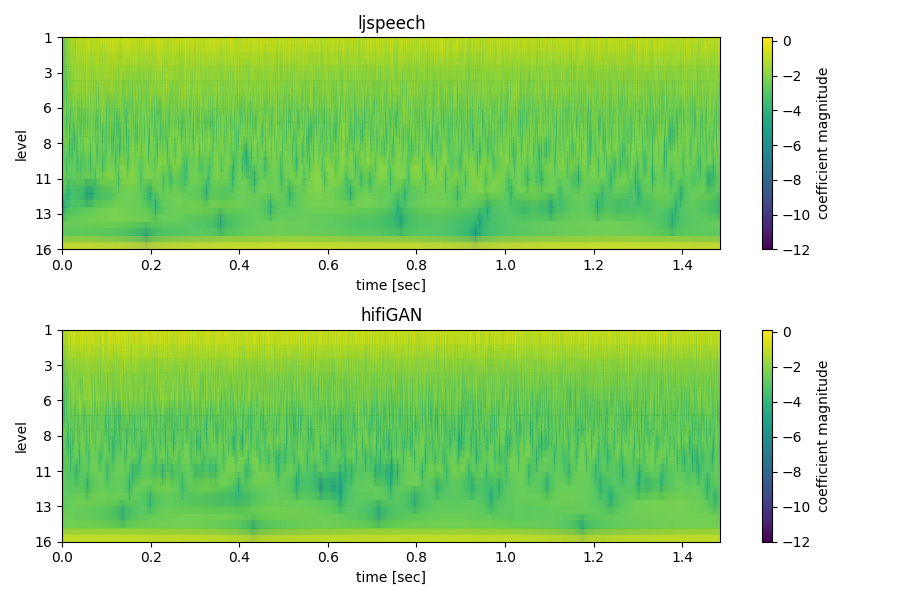 ljspeech
1
3
6
8
11
13
16
level
0.0 0.2 0.4 0.6 0.8 1.0 1.2 1.4
time [sec]
0
−2
−4
−6
−8
−10
−12
coefficient magnitude
hifiGAN
1
3
6
8
11
13
16
level
0.0 0.2 0.4 0.6 0.8 1.0 1.2 1.4
time [sec]
0
−2
−4
−6
−8
−10
−12
coefficient magnitude